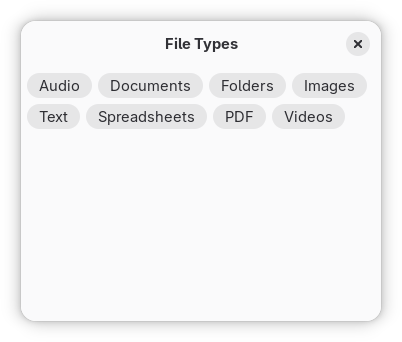 File Types
Audio Documents Folders Images
Text Spreadsheets PDF Videos